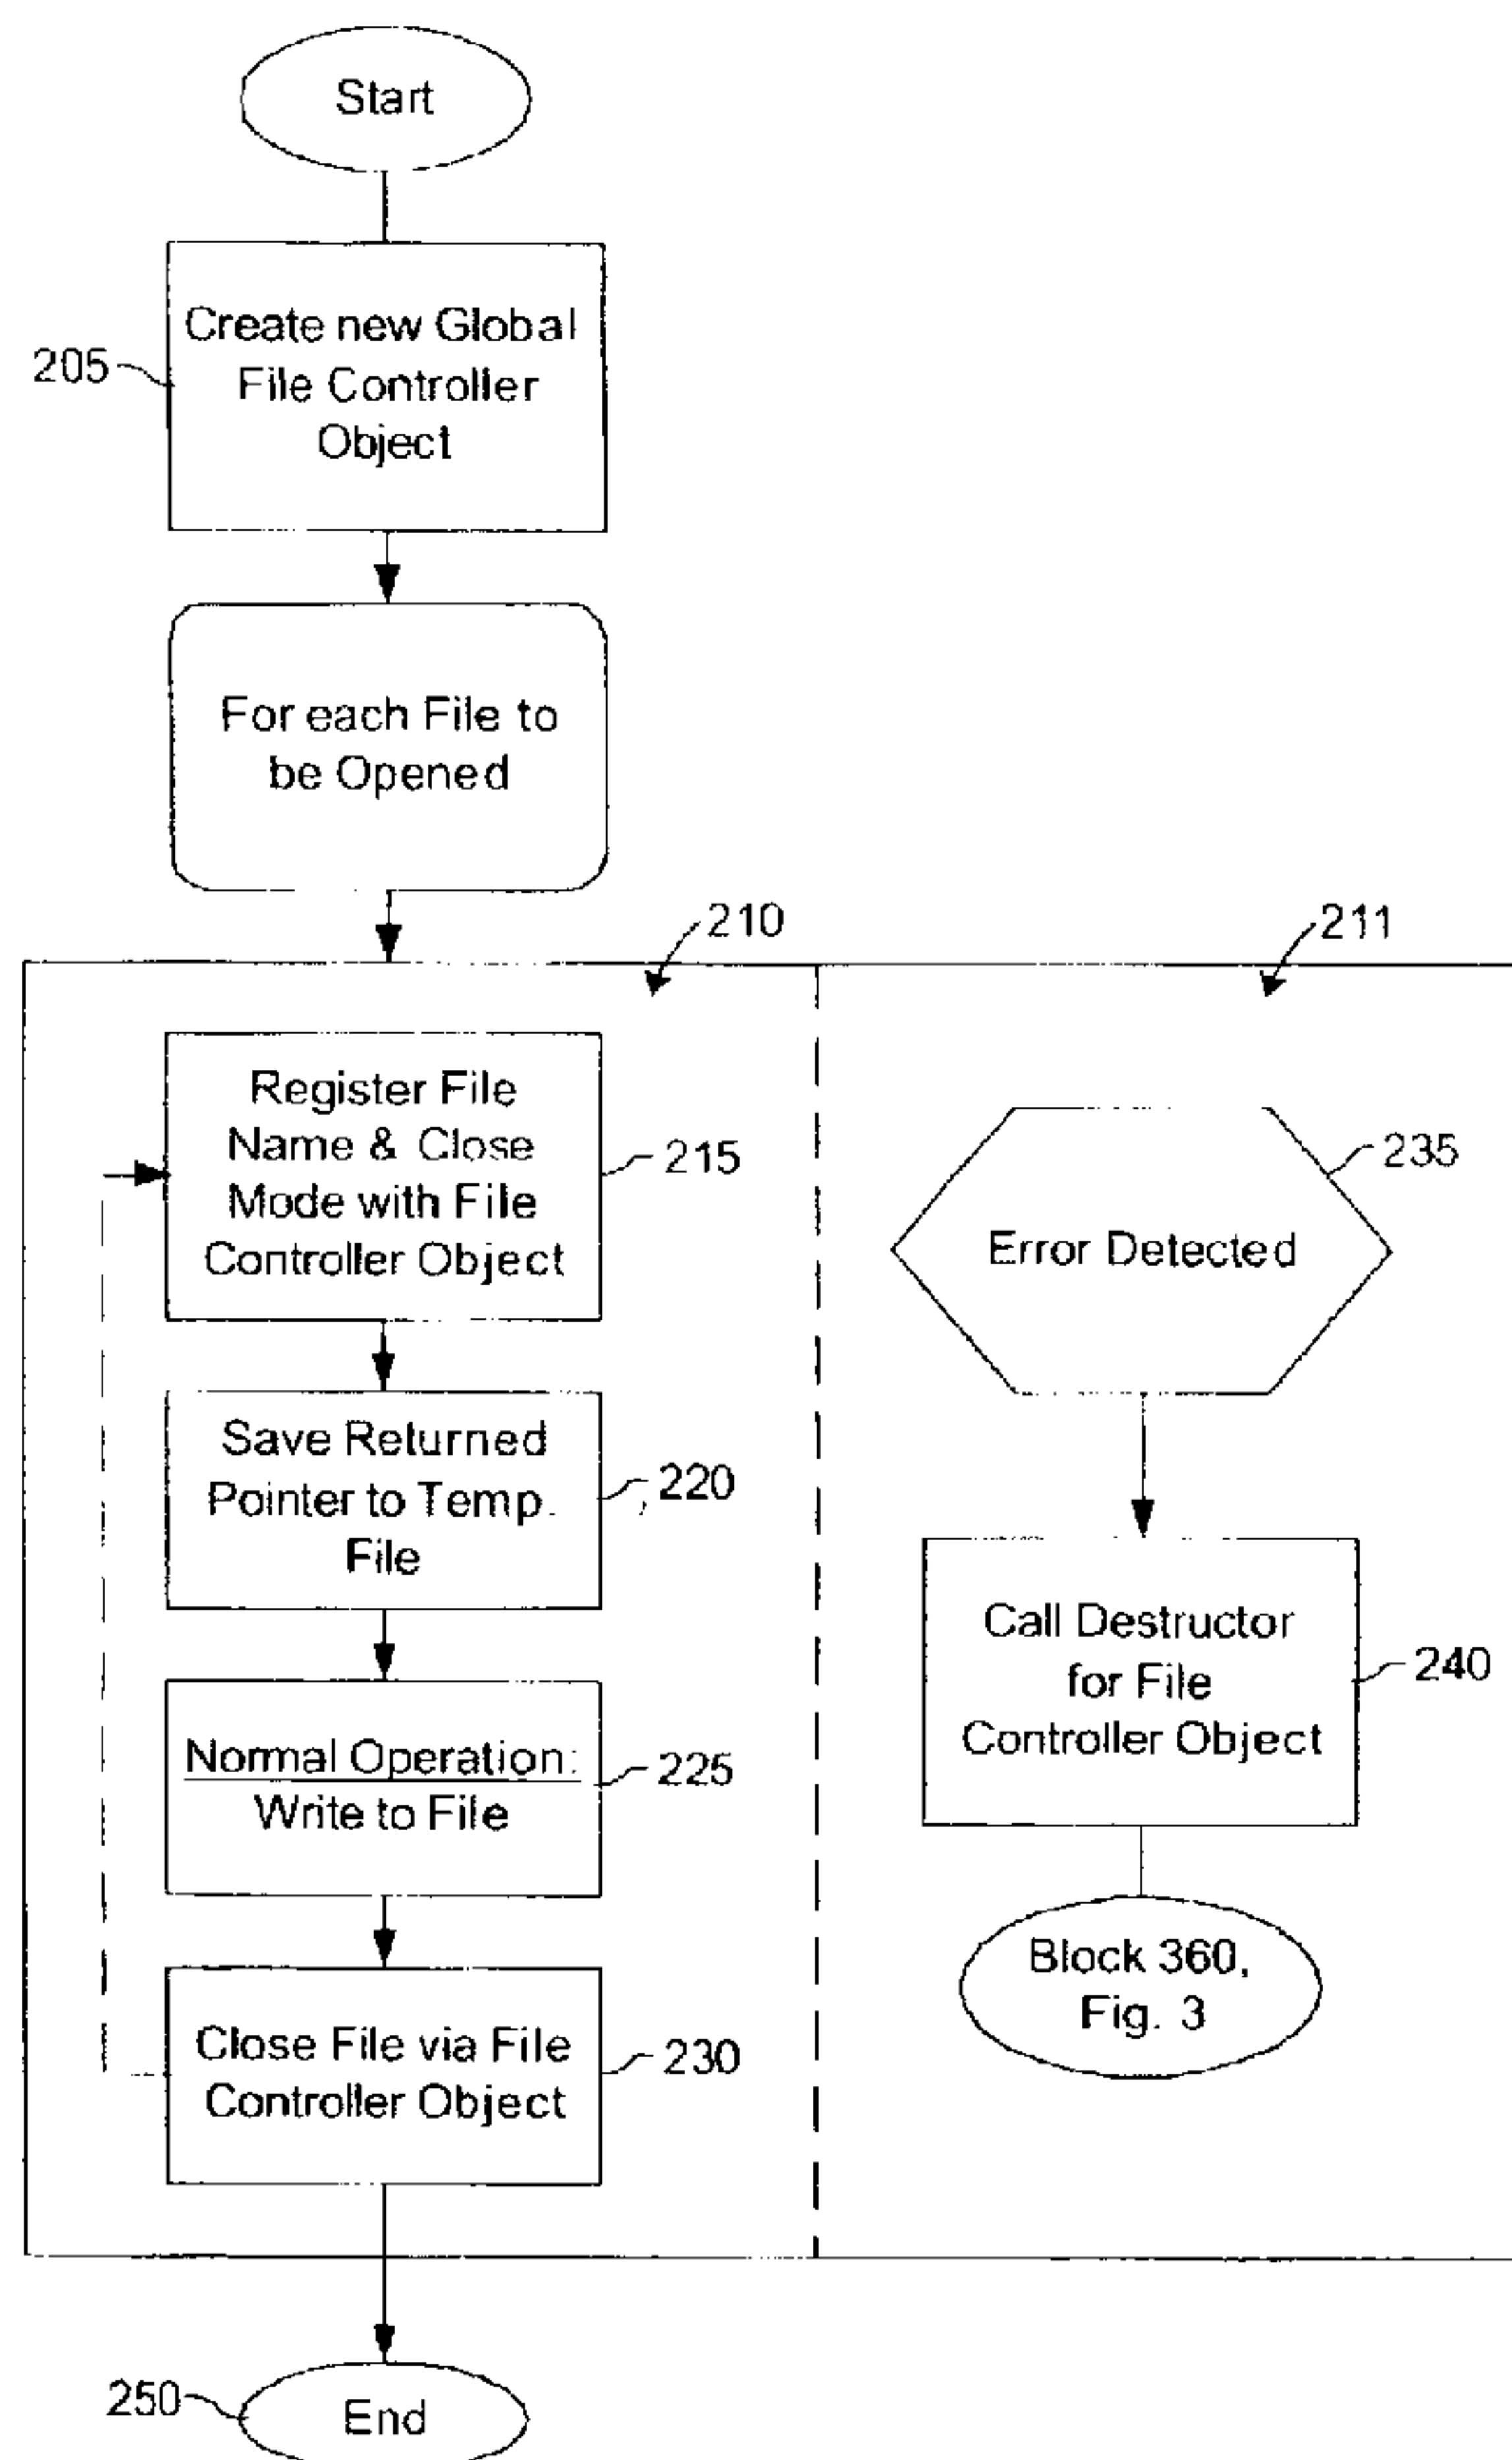 Start
Create new Global
File Controller
Object
205
For each File to
be Opened
210
211
Register File
Name & Close
Mode with File
Controller Object
215
Save Returned
Pointer to Temp.
File
220
Normal Operation:
Write to File
225
Close File via File
Controller Object
230
Error Detected
235
Call Destructor
for File
Controller Object
240
Block 360,
Fig. 3
250
End